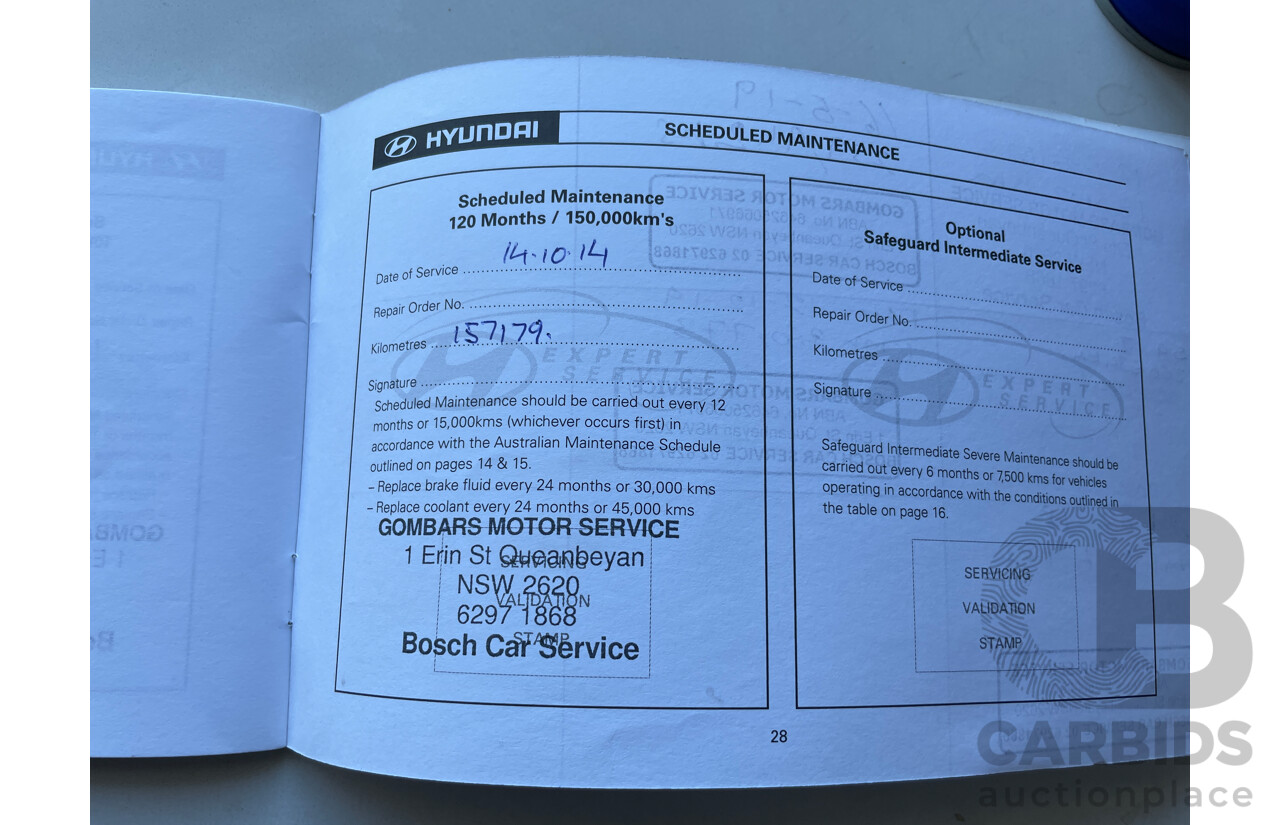 HYUNDAI
SCHEDULED MAINTENANCE
Scheduled Maintenance
120 Months / 150,000km's
Date of Service 14.10.14
Repair Order No.
Kilometres 157179.
Signature
Scheduled Maintenance should be carried out every 12
months or 15,000kms (whichever occurs first) in
accordance with the Australian Maintenance Schedule
outlined on pages 14 & 15.
– Replace brake fluid every 24 months or 30,000 kms
– Replace coolant every 24 months or 45,000 kms
GOMBARS MOTOR SERVICE
1 Erin St Queanbeyan
NSW 2620
6297 1868
Bosch Car Service
SERVICING
VALIDATION
STAMP
EXPERT
SERVICE
Optional
Safeguard Intermediate Service
Date of Service
Repair Order No.
Kilometres
Signature
EXPERT
SERVICE
Safeguard Intermediate Severe Maintenance should be
carried out every 6 months or 7,500 kms for vehicles
operating in accordance with the conditions outlined in
the table on page 16.
SERVICING
VALIDATION
STAMP
28
CB
CARBIDS
auctionplace